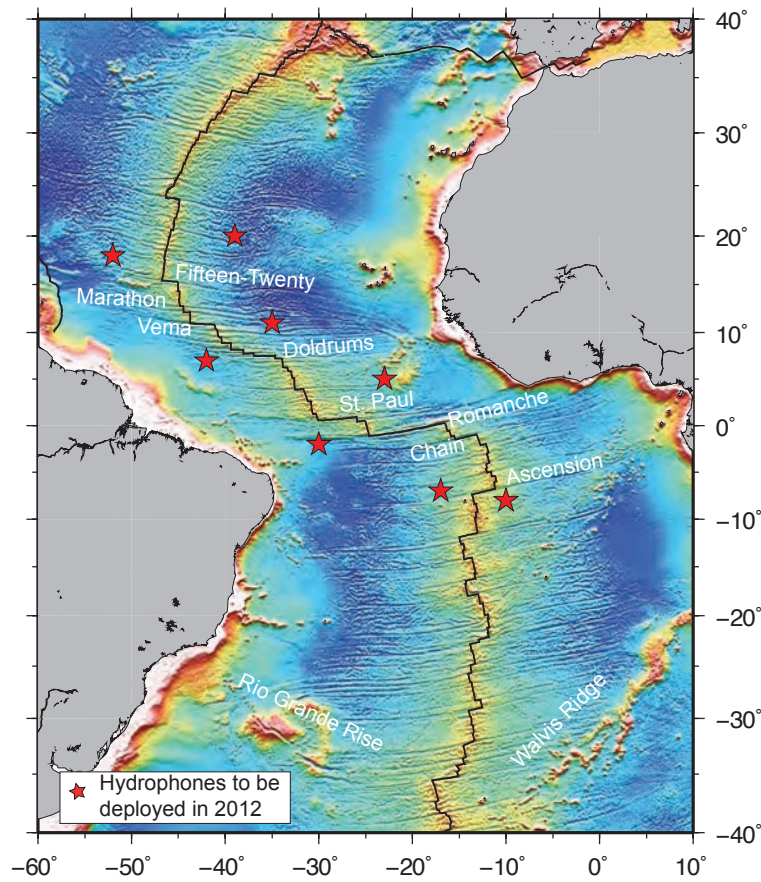 40˚
30˚
20˚
10˚
0˚
−10˚
−20˚
−30˚
−40˚
Fifteen-Twenty
Marathon
Vema
Doldrums
St. Paul
Romanche
Chain
Ascension
Rio Grande Rise
Walvis Ridge
Hydrophones to be
deployed in 2012
−60˚ −50˚ −40˚ −30˚ −20˚ −10˚ 0˚ 10˚